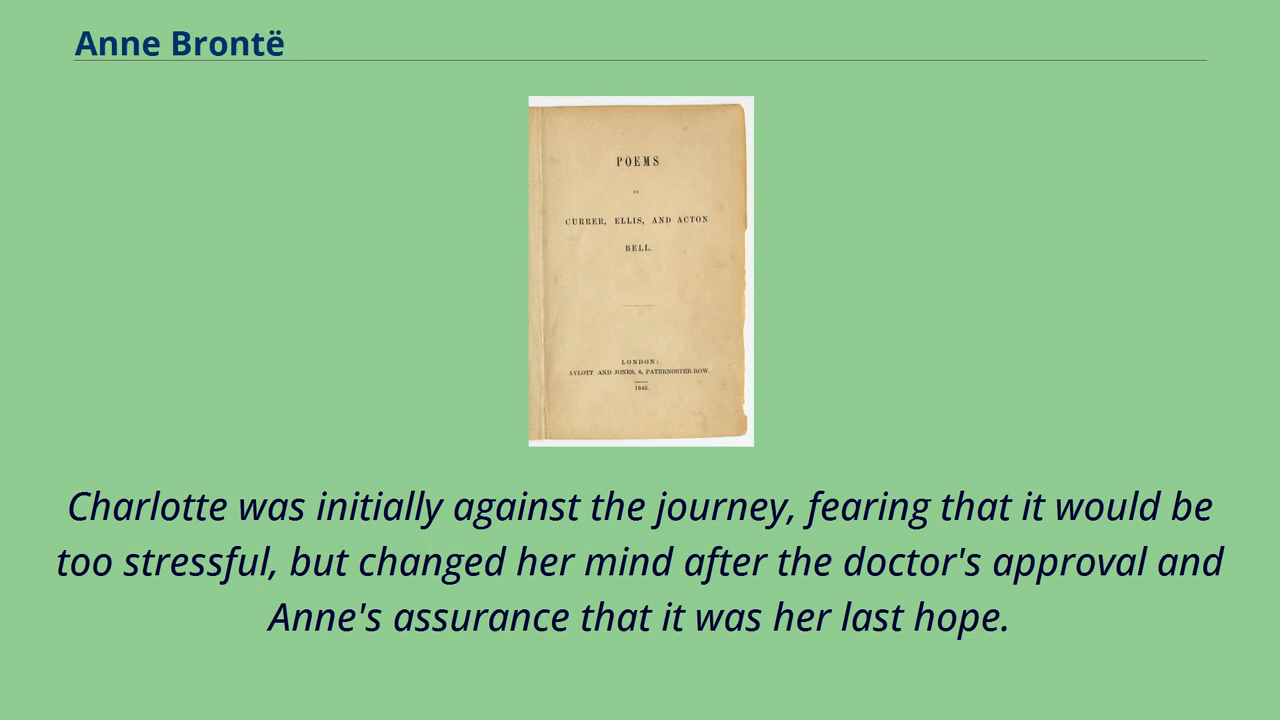 Anne Brontë
POEMS
BY
CURRER, ELLIS, AND ACTON
BELL.
LONDON:
AYLOTT AND JONES, 8, PATERNOSTER-ROW.
1846.
Charlotte was initially against the journey, fearing that it would be
too stressful, but changed her mind after the doctor's approval and
Anne's assurance that it was her last hope.